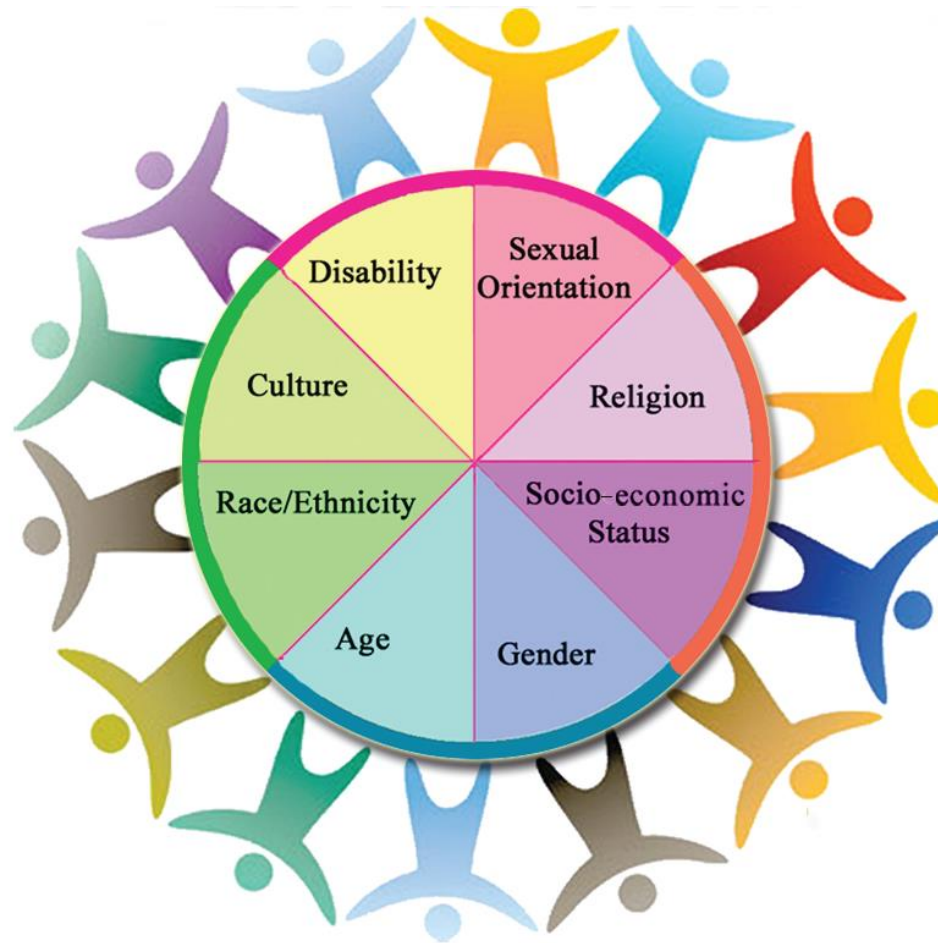 Disability
Sexual
Orientation
Culture
Religion
Race/Ethnicity
Socio-economic
Status
Age
Gender